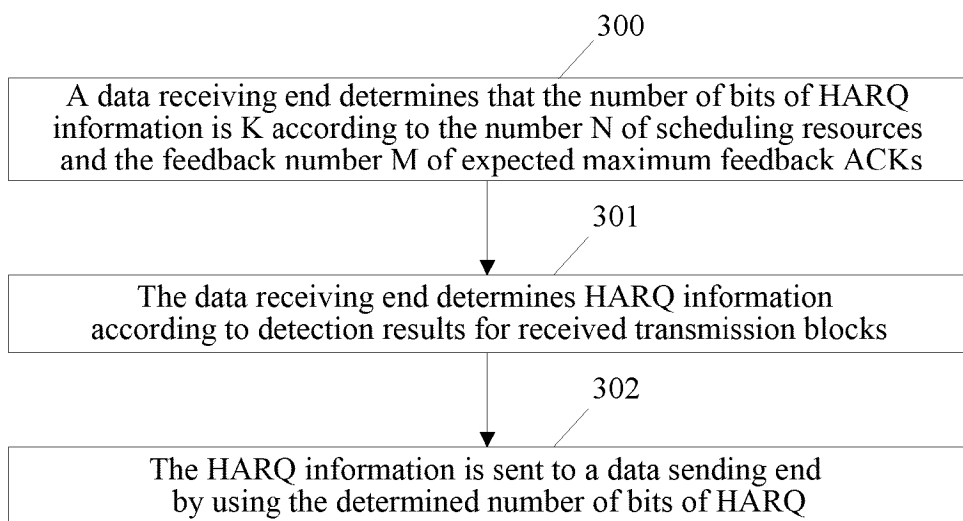 300
A data receiving end determines that the number of bits of HARQ
information is K according to the number N of scheduling resources
and the feedback number M of expected maximum feedback ACKs
301
The data receiving end determines HARQ information
according to detection results for received transmission blocks
302
The HARQ information is sent to a data sending end
by using the determined number of bits of HARQ